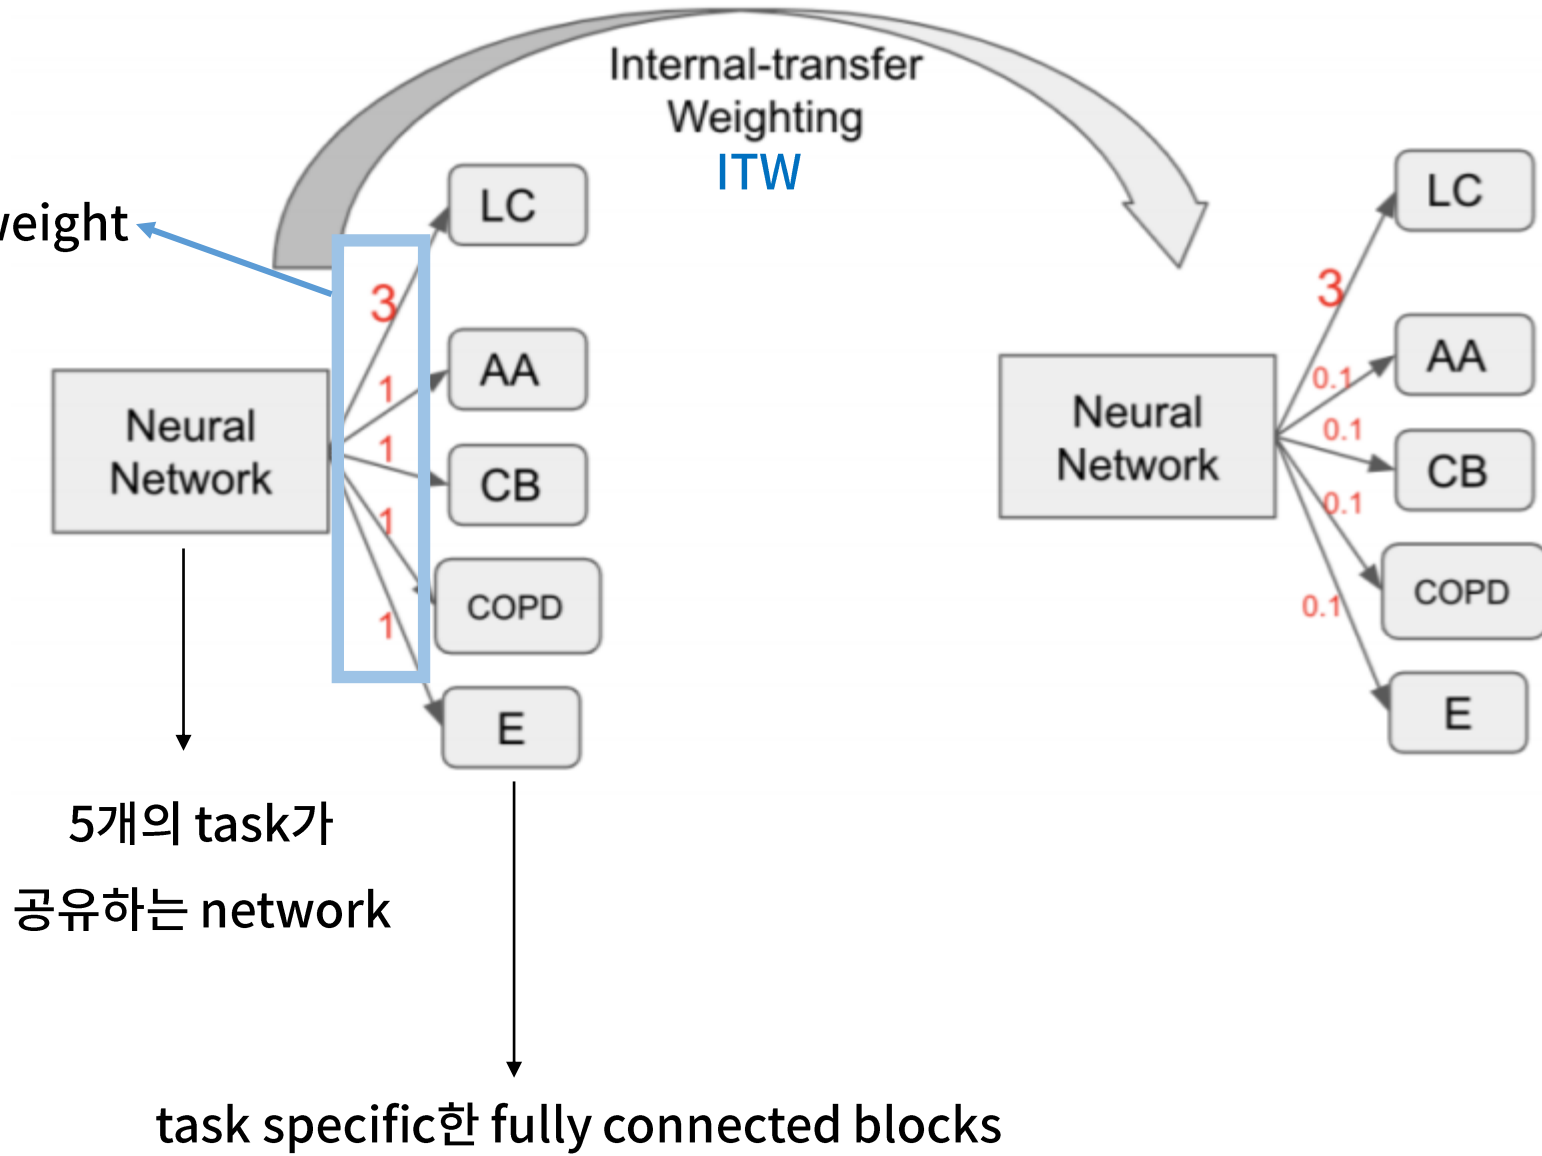 Internal-transfer
Weighting
ITW
weight
LC
3
AA
1
Neural
Network
1
CB
1
COPD
1
E
LC
3
AA
0.1
Neural
Network
0.1
CB
0.1
COPD
0.1
E
5개의 task가
공유하는 network
task specific한 fully connected blocks